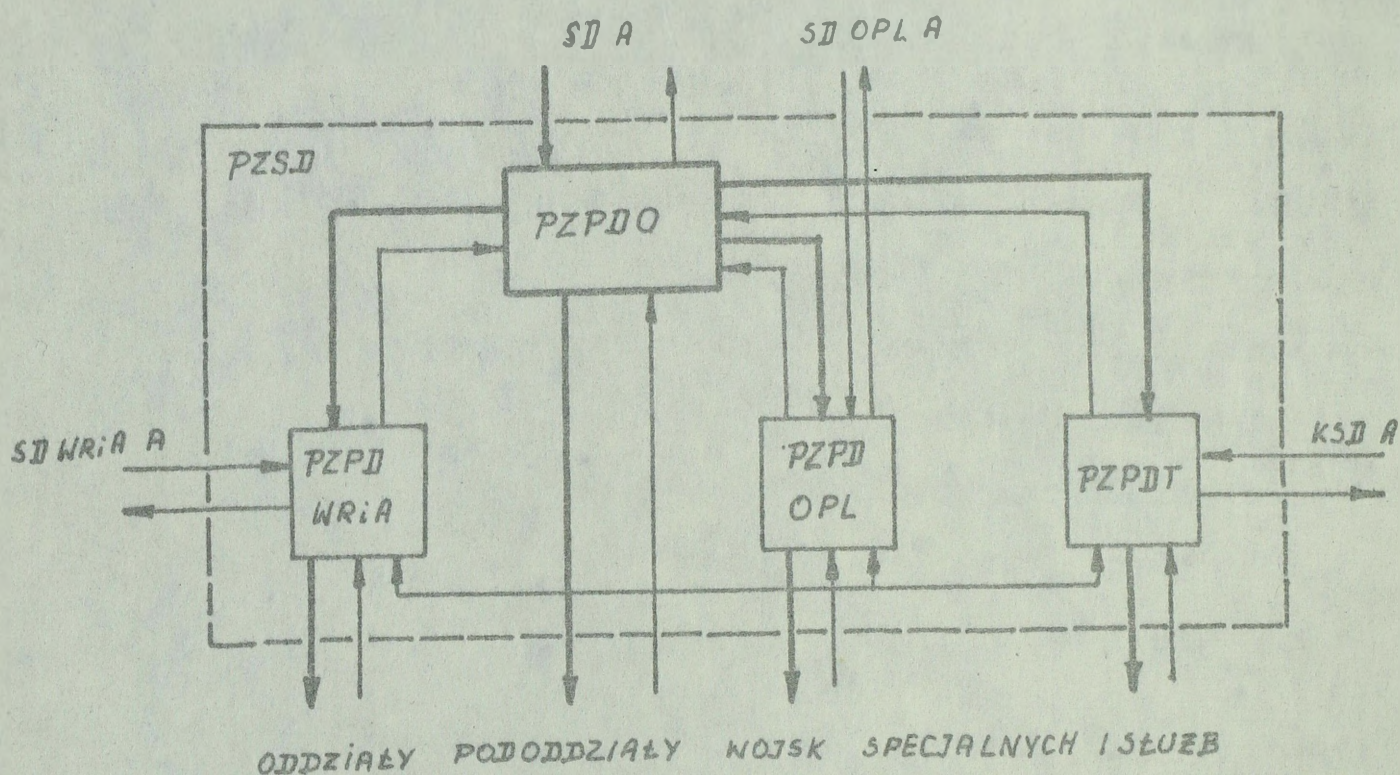 SD A
SD OPL A
PZSD
PZPDO
SD WRiA A
PZPD
WRiA
PZPD
OPL
PZPDT
KSD A
ODDZiAŁY PODODDZIAŁY WOJSK SPECJALNYCH I SŁUŻB